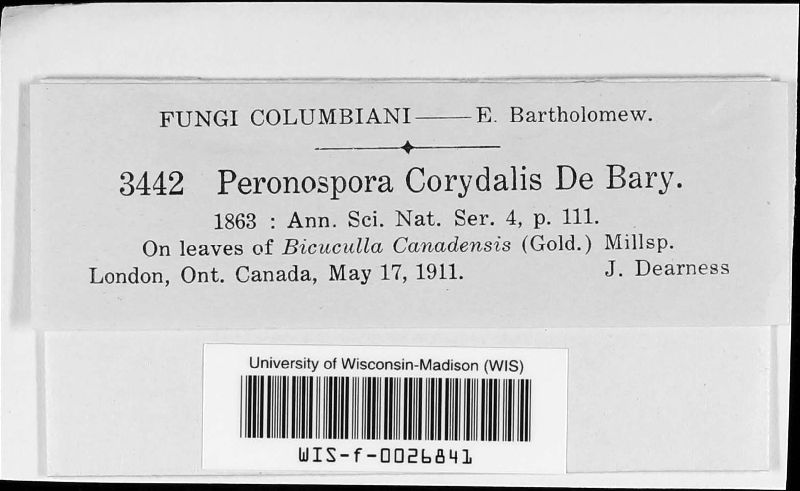 FUNGI COLUMBIANI——E. Bartholomew.
3442 Peronospora Corydalis De Bary.
1863 : Ann. Sci. Nat. Ser. 4, p. 111.
On leaves of Bicuculla Canadensis (Gold.) Millsp.
London, Ont. Canada, May 17, 1911. J. Dearness
University of Wisconsin-Madison (WIS)
WIS-f-0026841